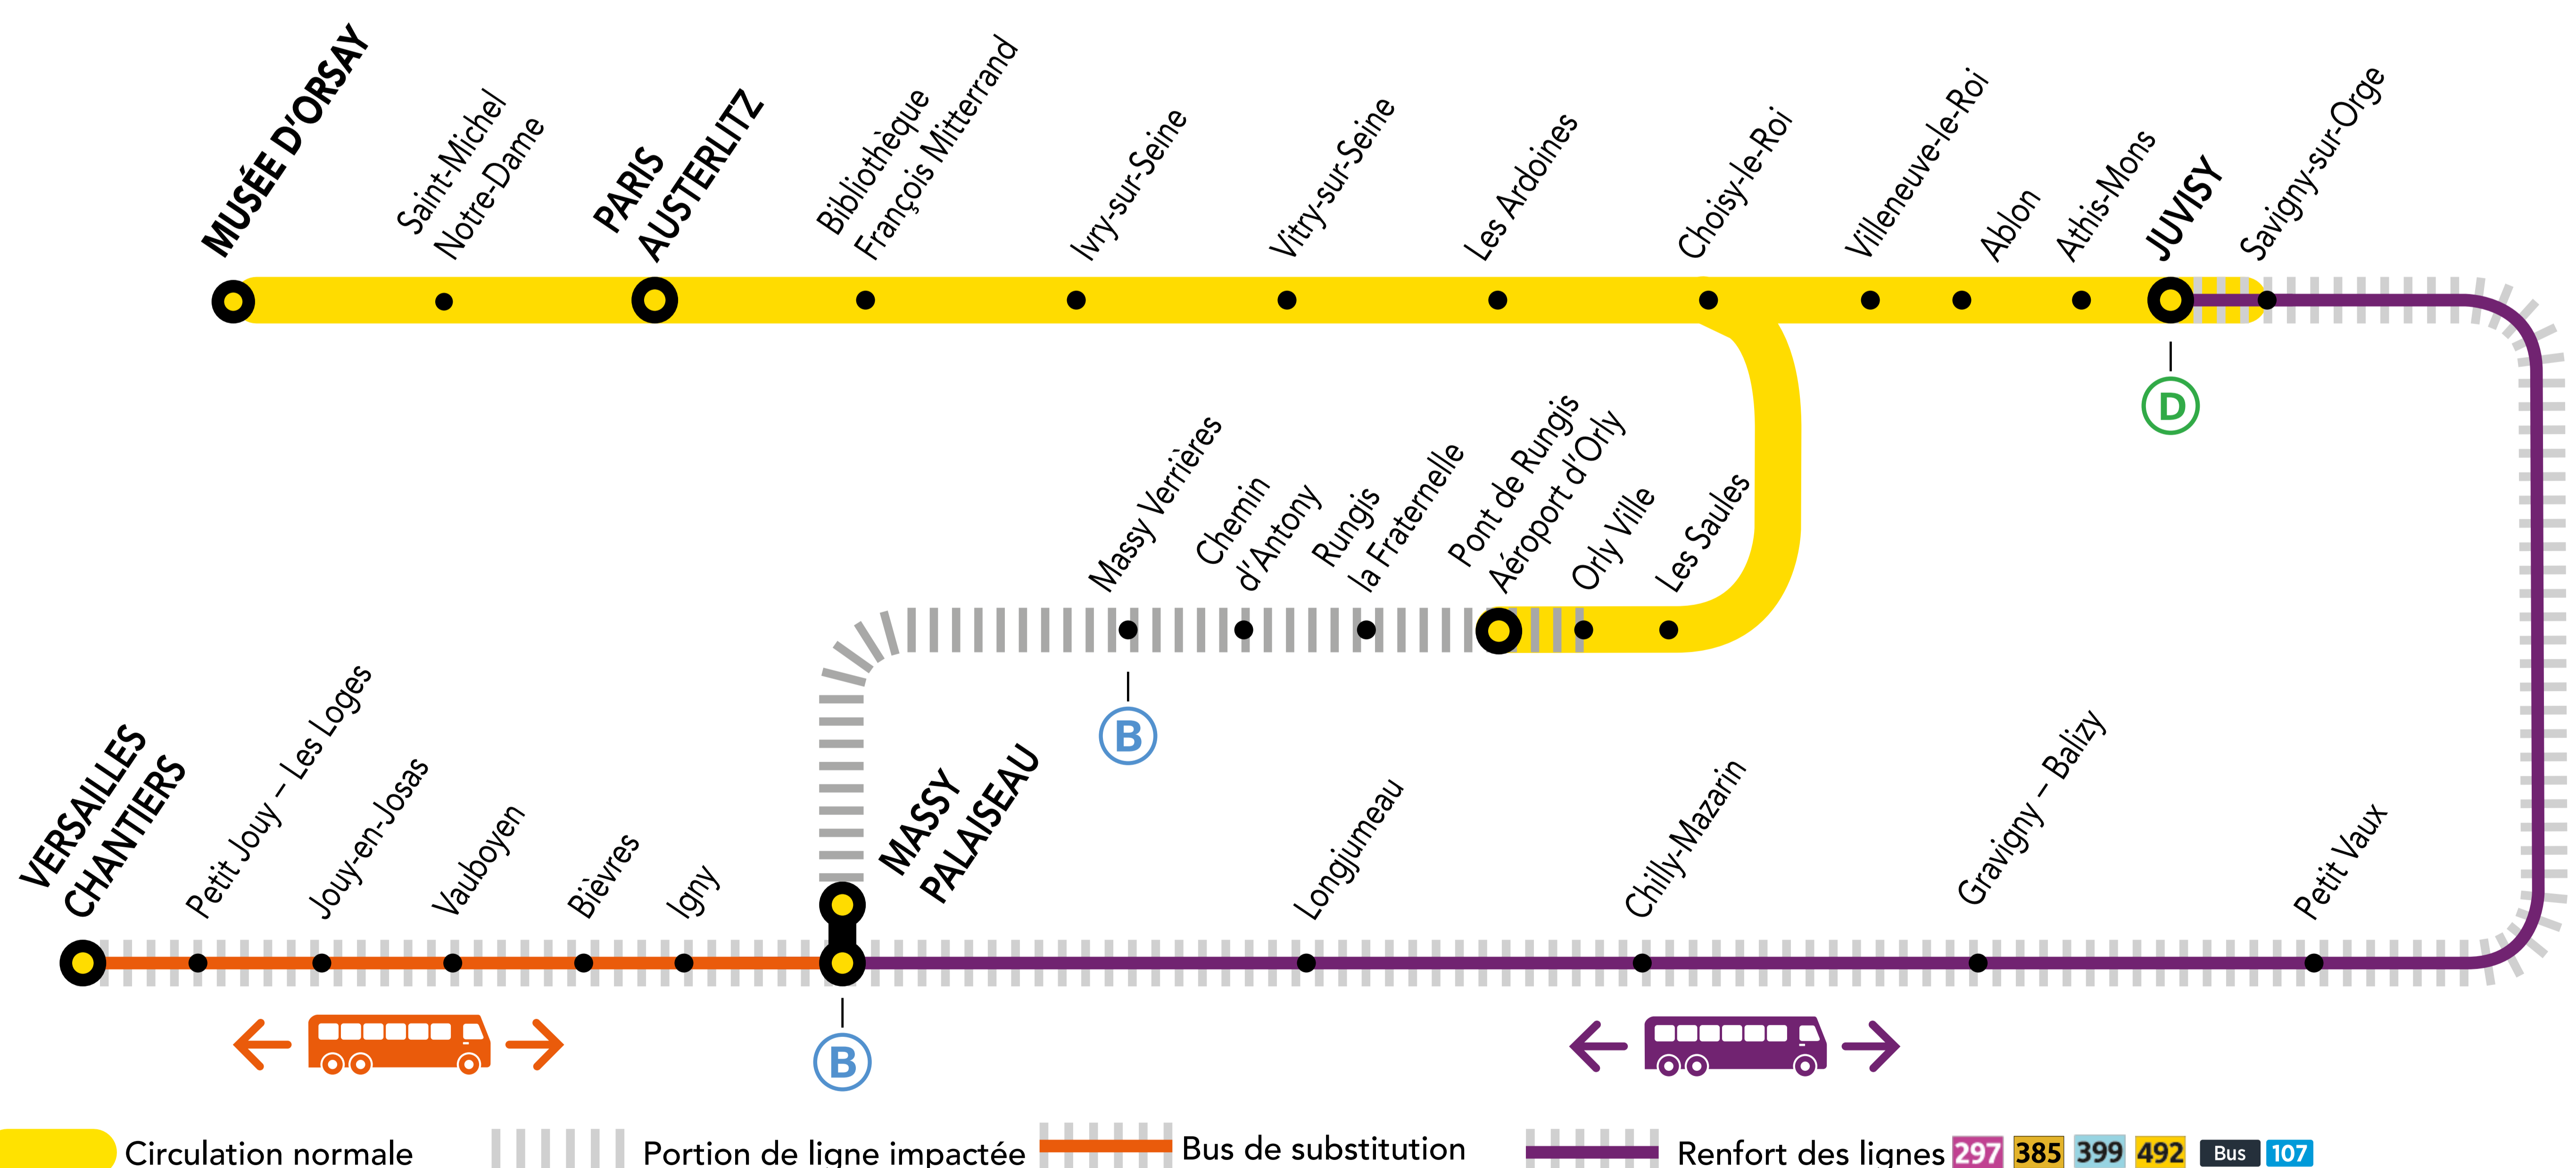 MUSÉE D'ORSAY
Saint-Michel
Notre-Dame
PARIS
AUSTERLITZ
Bibliothèque
François Mitterrand
Ivry-sur-Seine
Vitry-sur-Seine
Les Ardoines
Choisy-le-Roi
Villeneuve-le-Roi
Ablon
Athis-Mons
JUVISY
Savigny-sur-Orge
D
Massy Verrières
Chemin
d'Antony
Rungis
la Fraternelle
Pont de Rungis
Aéroport d'Orly
Orly Ville
Les Saules
B
VERSAILLES
CHANTIERS
Petit Jouy – Les Loges
Jouy-en-Josas
Vauboyen
Bièvres
Igny
MASSY
PALAISEAU
Longjumeau
Chilly-Mazarin
Gravigny – Balizy
Petit Vaux
B
Circulation normale
Portion de ligne impactée
Bus de substitution
Renfort des lignes 297 385 399 492 Bus 107